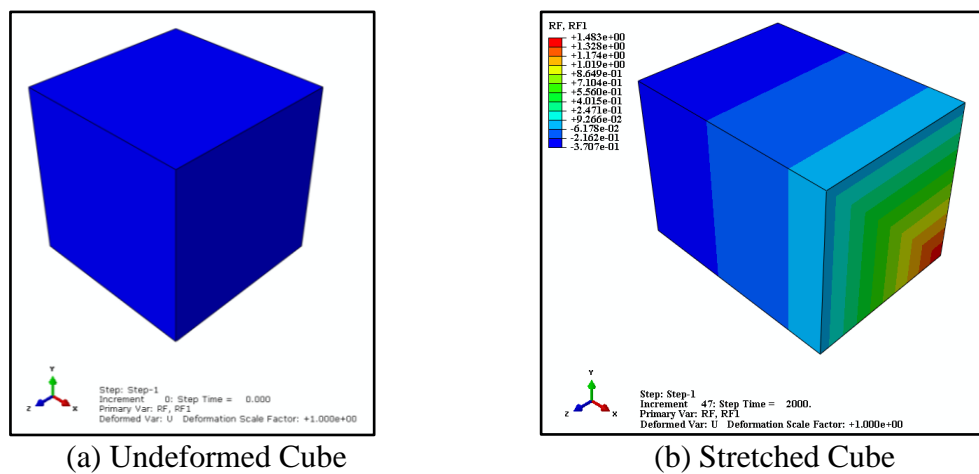 RF, RF1
+1.483e+00
+1.328e+00
+1.174e+00
+1.019e+00
+8.649e-01
+7.104e-01
+5.560e-01
+4.015e-01
+2.471e-01
+9.266e-02
-6.178e-02
-2.162e-01
-3.707e-01
Y
Z X
Step: Step-1
Increment 0: Step Time = 0.000
Primary Var: RF, RF1
Deformed Var: U Deformation Scale Factor: +1.000e+00
Y
Z X
Step: Step-1
Increment 47: Step Time = 2000.
Primary Var: RF, RF1
Deformed Var: U Deformation Scale Factor: +1.000e+00
(a) Undeformed Cube
(b) Stretched Cube